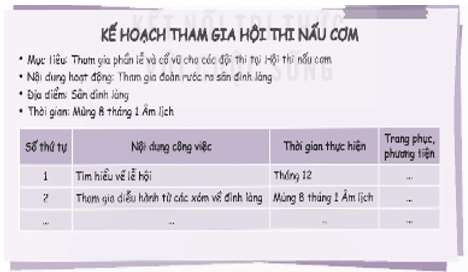 KẾ HOẠCH THAM GIA HỘI THI NẤU CƠM
• Mục tiêu: Tham gia phần lễ và cổ vũ cho các đội thi tại Hội thi nấu cơm
• Nội dung hoạt động: Tham gia đoàn rước ra sân đình làng
• Địa điểm: Sân đình làng
• Thời gian: Mùng 8 tháng 1 Âm lịch
Số thứ tự Nội dung công việc Thời gian thực hiện Trang phục, phương tiện
1 Tìm hiểu về lễ hội Tháng 12 ...
2 Tham gia diễu hành từ các xóm về đình làng Mùng 8 tháng 1 Âm lịch ...
... ... ... ...